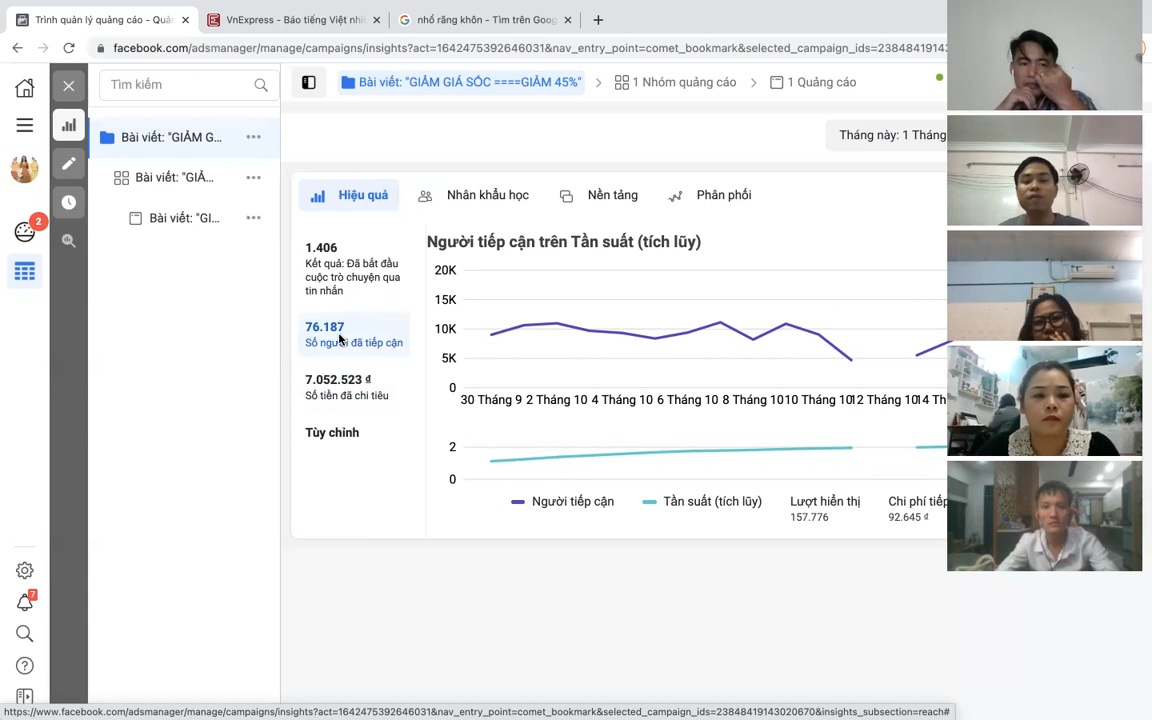 Trình quản lý quảng cáo - Quản
VnExpress - Báo tiếng Việt nhi
nhổ răng khôn - Tìm trên Goog
facebook.com/adsmanager/manage/campaigns/insights?act=1642475392646031&nav_entry_point=comet_bookmark&selected_campaign_ids=23848419143
Tìm kiếm
Bài viết: "GIẢM GIÁ SỐC ====GIẢM 45%"
1 Nhóm quảng cáo
1 Quảng cáo
Bài viết: "GIẢM G...
Bài viết: "GIẢ...
Bài viết: "GI...
2
7
Tháng này: 1 Tháng
Hiệu quả
Nhân khẩu học
Nền tảng
Phân phối
1.406
Kết quả: Đã bắt đầu
cuộc trò chuyện qua
tin nhắn
76.187
Số người đã tiếp cận
7.052.523 ₫
Số tiền đã chi tiêu
Tùy chỉnh
Người tiếp cận trên Tần suất (tích lũy)
20K
15K
10K
5K
0
30 Tháng 9 2 Tháng 10 4 Tháng 10 6 Tháng 10 8 Tháng 10 10 Tháng 10 12 Tháng 10 14 Th
2
0
Người tiếp cận
Tần suất (tích lũy)
Lượt hiển thị
157.776
Chi phí tiếp
92.645 ₫
https://www.facebook.com/adsmanager/manage/campaigns/insights?act=1642475392646031&nav_entry_point=comet_bookmark&selected_campaign_ids=23848419143020670&insights_subsection=reach#